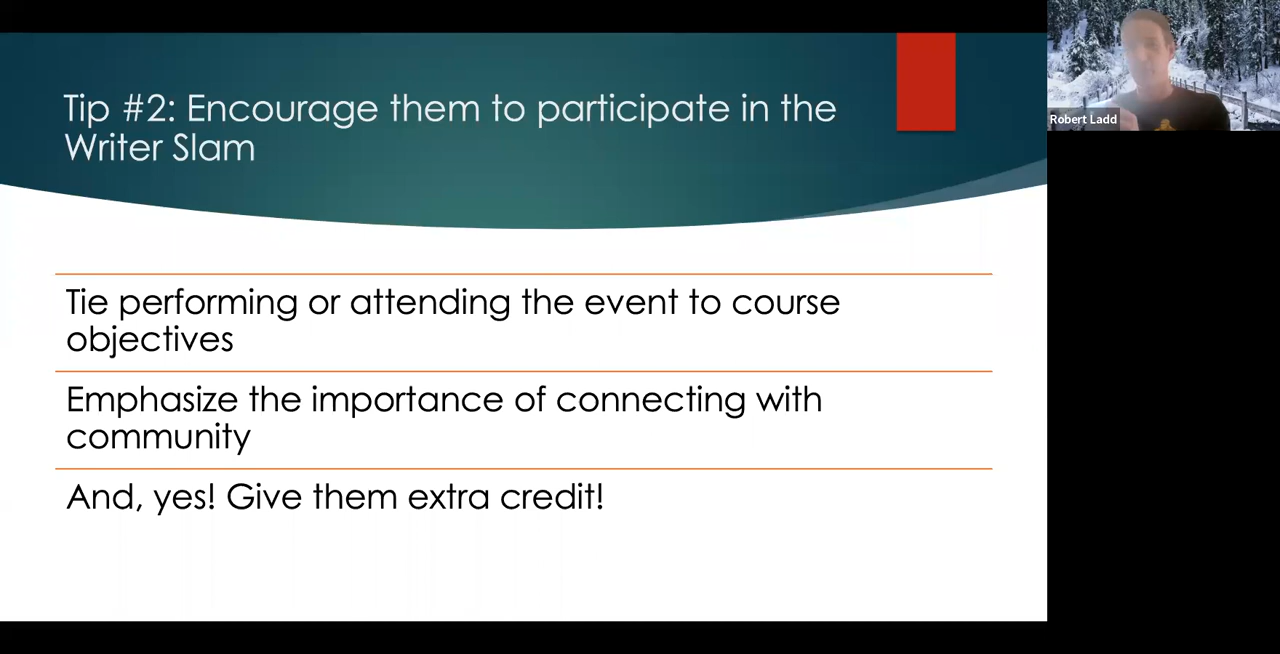 Tip #2: Encourage them to participate in the
Writer Slam
Robert Ladd
Tie performing or attending the event to course
objectives
Emphasize the importance of connecting with
community
And, yes! Give them extra credit!